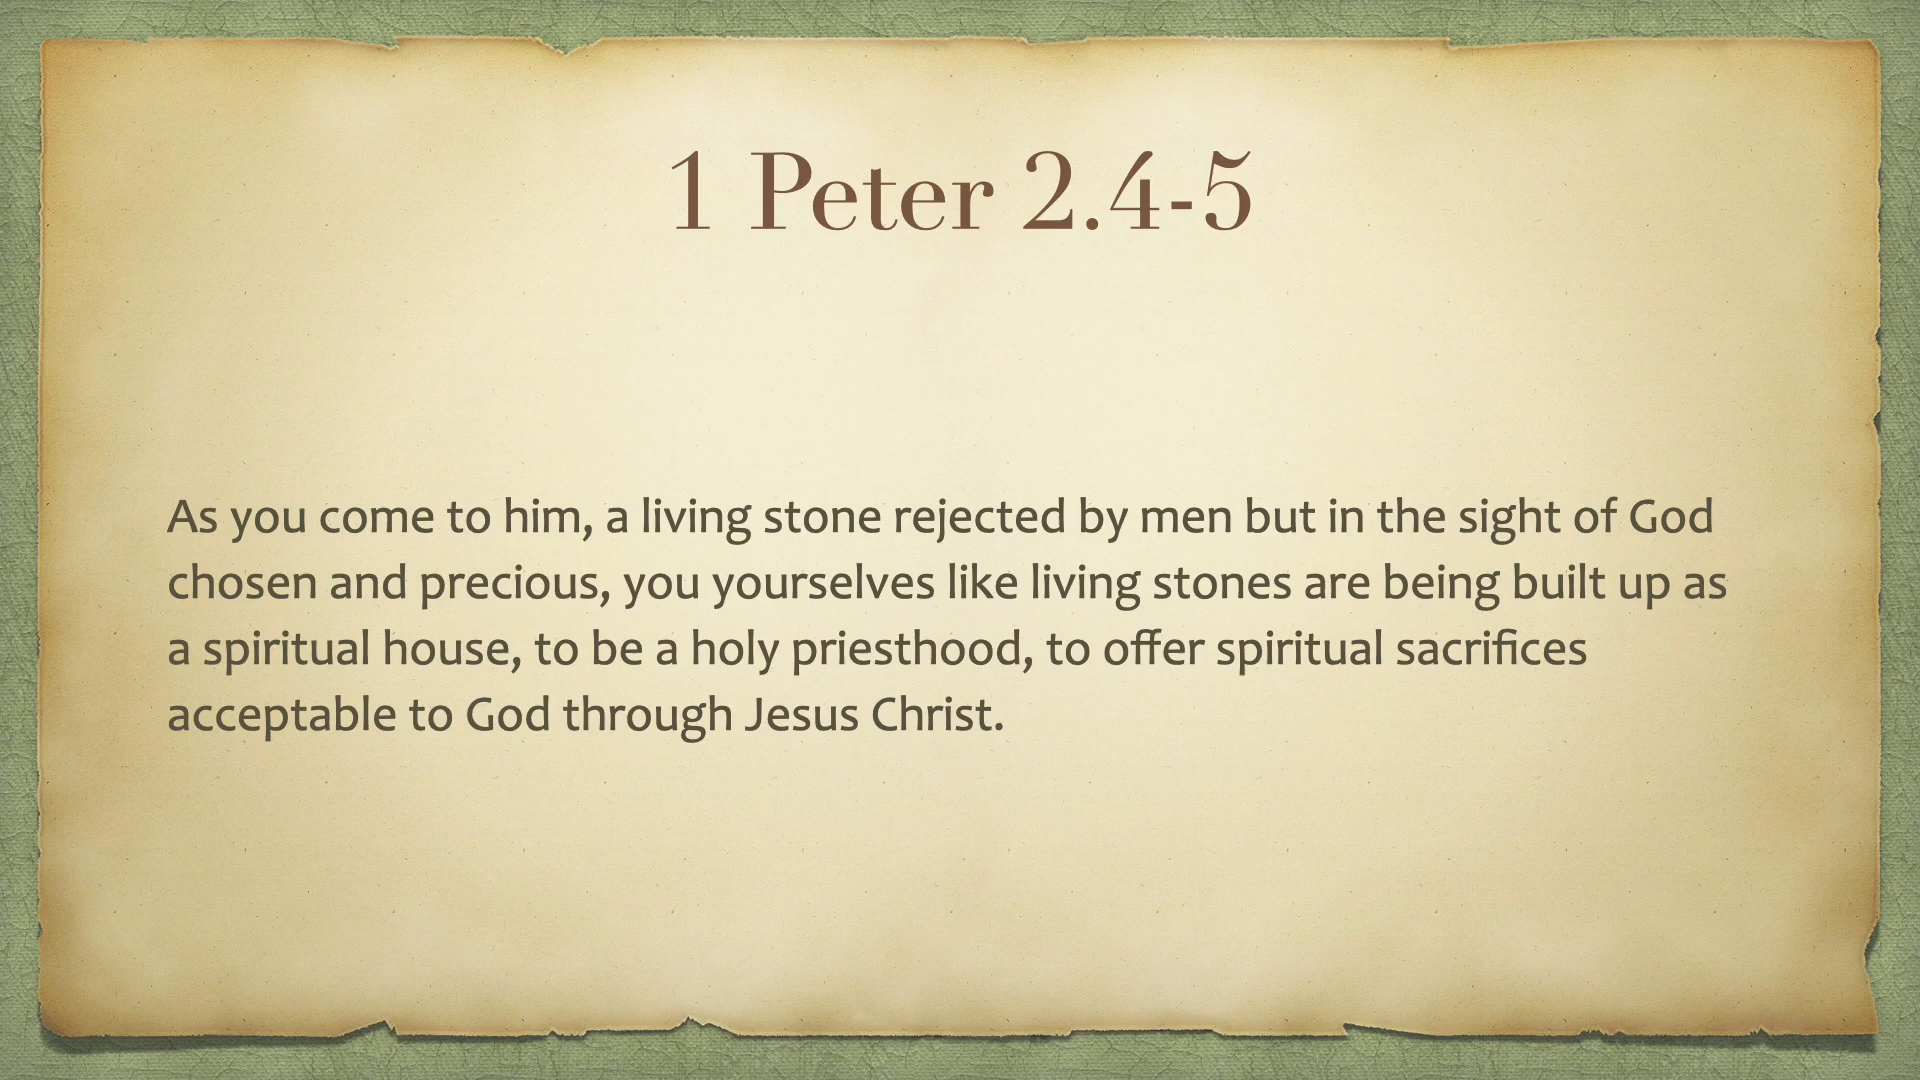 1 Peter 2.4-5
As you come to him, a living stone rejected by men but in the sight of God
chosen and precious, you yourselves like living stones are being built up as
a spiritual house, to be a holy priesthood, to offer spiritual sacrifices
acceptable to God through Jesus Christ.